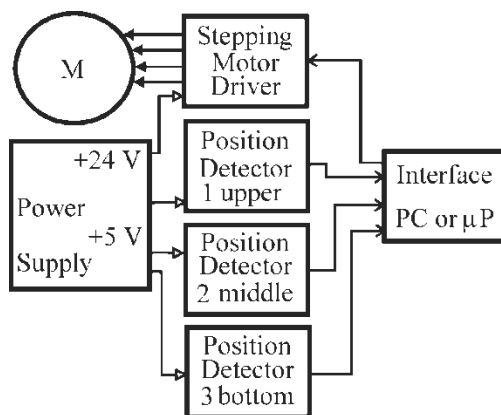 M
Stepping
Motor
Driver
+24 V
Power
+5 V
Supply
Position
Detector
1 upper
Position
Detector
2 middle
Position
Detector
3 bottom
Interface
PC or µP